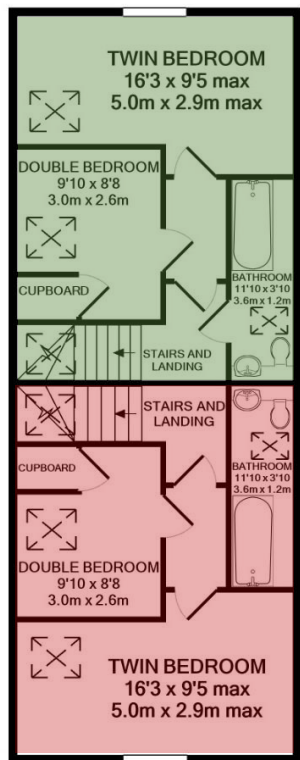 TWIN BEDROOM
16'3 x 9'5 max
5.0m x 2.9m max
DOUBLE BEDROOM
9'10 x 8'8
3.0m x 2.6m
BATHROOM
11'10 x 3'10
3.6m x 1.2m
CUPBOARD
STAIRS AND
LANDING
STAIRS AND
LANDING
CUPBOARD
BATHROOM
11'10 x 3'10
3.6m x 1.2m
DOUBLE BEDROOM
9'10 x 8'8
3.0m x 2.6m
TWIN BEDROOM
16'3 x 9'5 max
5.0m x 2.9m max